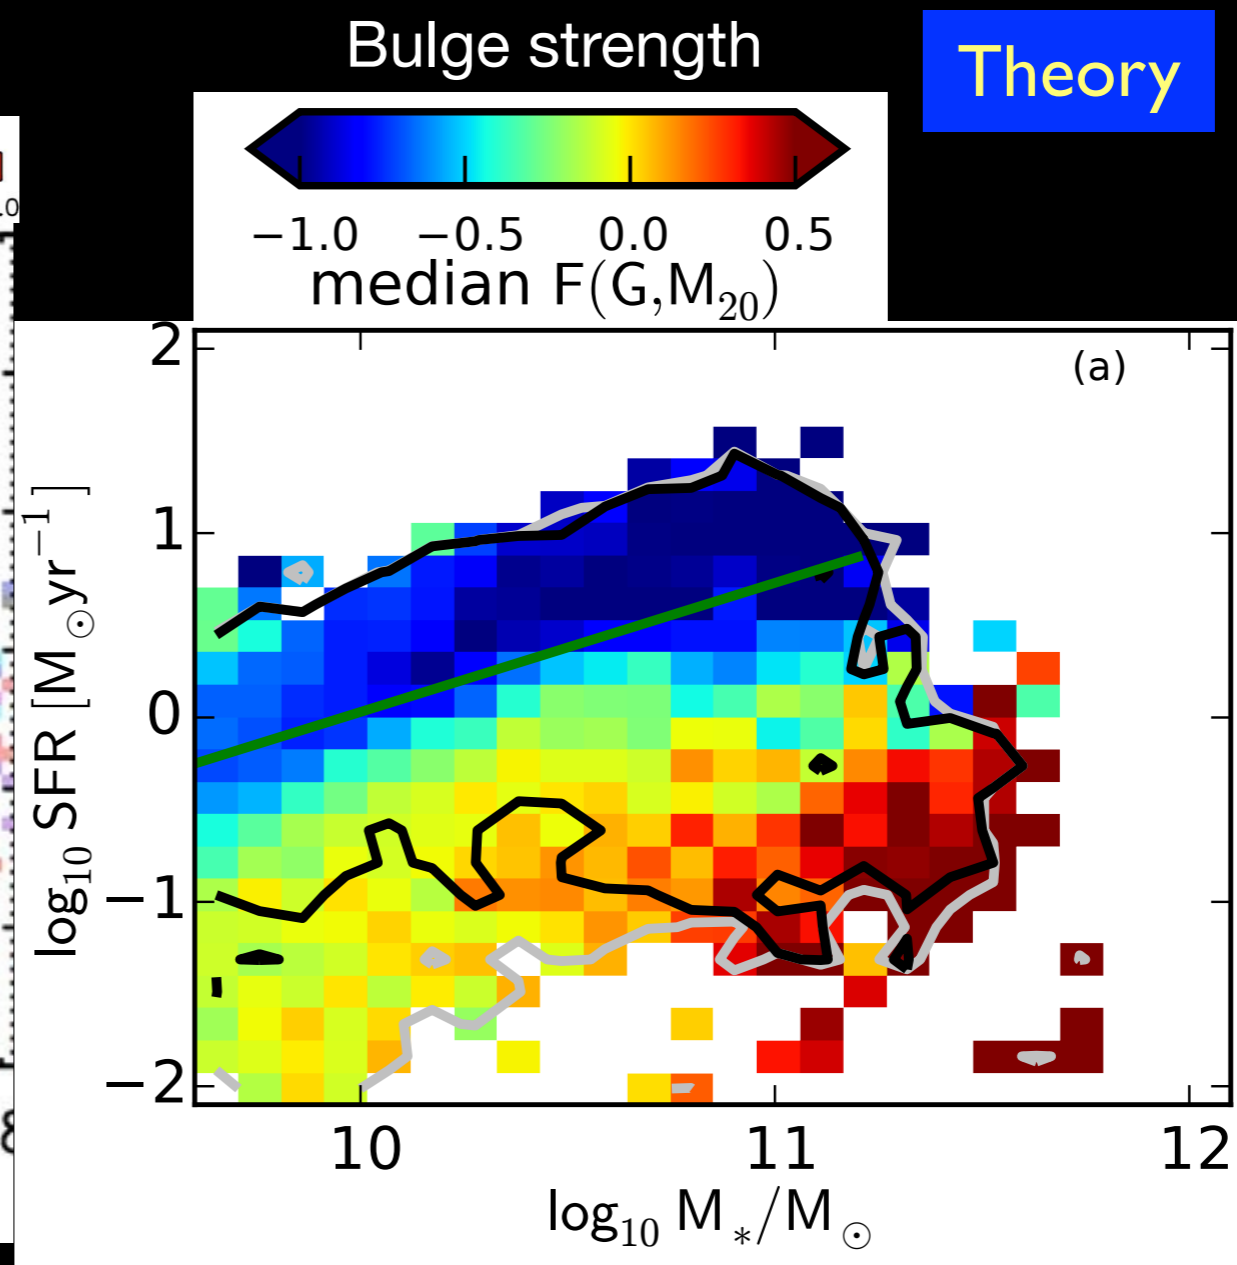 Bulge strength
Theory
.0
−1.0 −0.5 0.0 0.5
median F(G,M₂₀)
(a)
2
1
0
−1
−2
log₁₀ SFR [M⊙yr⁻¹]
10 11 12
log₁₀ M*/M⊙